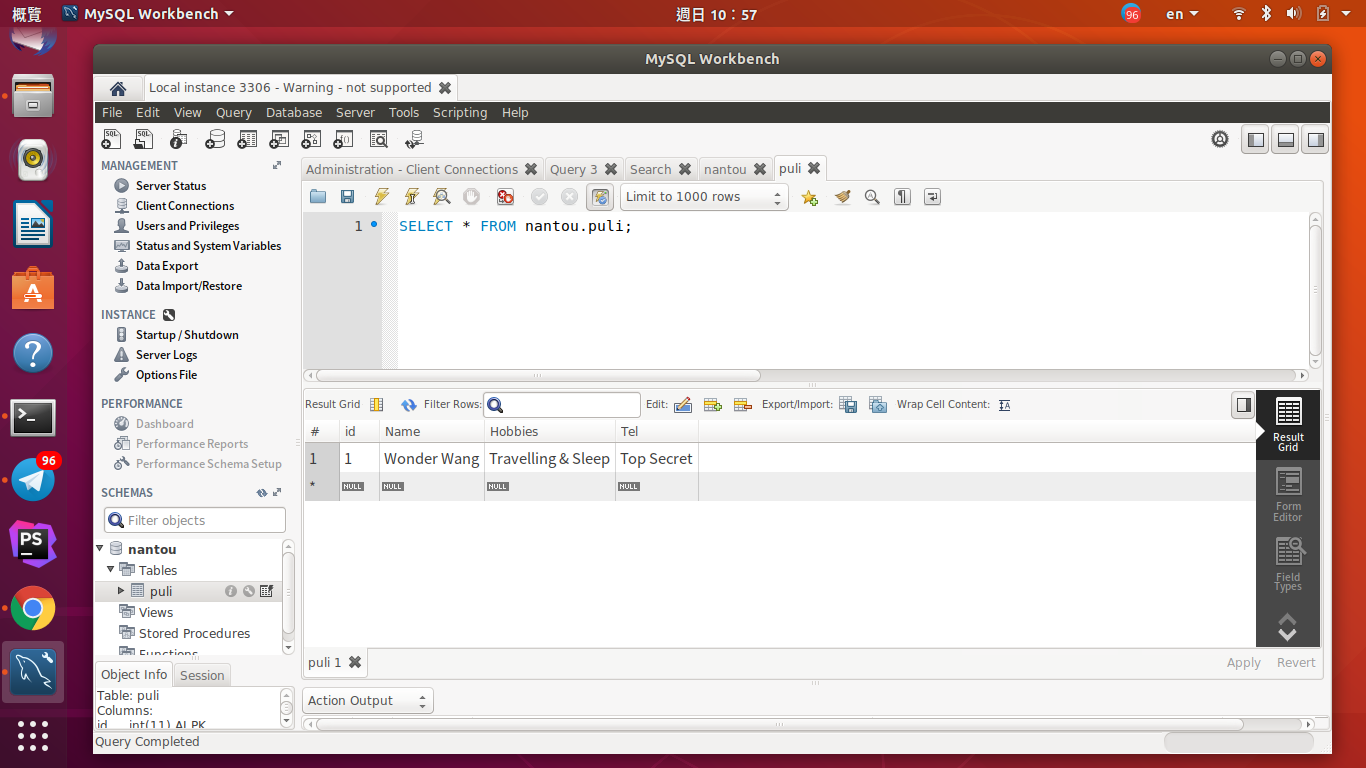 概覽
MySQL Workbench
週日 10：57
96
en
MySQL Workbench
Local instance 3306 - Warning - not supported
File Edit View Query Database Server Tools Scripting Help
SQL
SQL
MANAGEMENT
Server Status
Client Connections
Users and Privileges
Status and System Variables
Data Export
Data Import/Restore
INSTANCE
Startup / Shutdown
Server Logs
Options File
PERFORMANCE
Dashboard
Performance Reports
Performance Schema Setup
SCHEMAS
Filter objects
nantou
Tables
puli
Views
Stored Procedures
Functions
Object Info Session
Table: puli
Columns:
id int(11) AI PK
Administration - Client Connections Query 3 Search nantou puli
Limit to 1000 rows
1 SELECT * FROM nantou.puli;
Result Grid Filter Rows: Edit: Export/Import: Wrap Cell Content: IA
# id Name Hobbies Tel
1 1 Wonder Wang Travelling & Sleep Top Secret
* NULL NULL NULL NULL
Result
Grid
Form
Editor
Field
Types
puli 1
Apply Revert
Action Output
Query Completed
96
PS